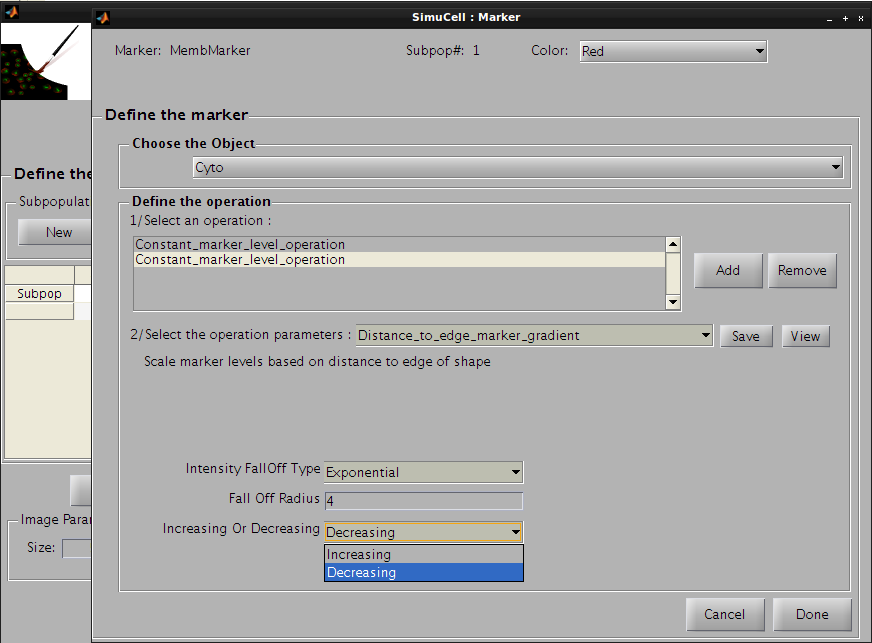 SimuCell : Marker
Marker: MembMarker Subpop#: 1 Color: Red
Define the marker
Choose the Object
Cyto
Define the operation
1/Select an operation :
Constant_marker_level_operation
Constant_marker_level_operation
Add Remove
2/Select the operation parameters : Distance_to_edge_marker_gradient Save View
Scale marker levels based on distance to edge of shape
Intensity FallOff Type Exponential
Fall Off Radius 4
Increasing Or Decreasing Decreasing
Increasing
Decreasing
Cancel Done
Define the
Subpopulat
New
Subpop
Image Parar
Size: